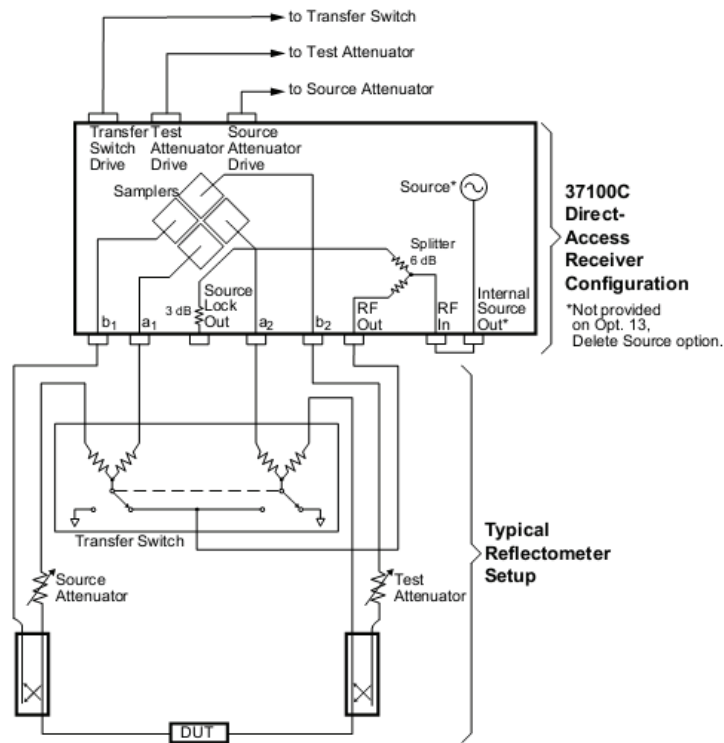 to Transfer Switch
to Test Attenuator
to Source Attenuator
Transfer
Switch
Drive
Test
Attenuator
Drive
Source
Attenuator
Drive
Samplers
Source*
Splitter
6 dB
3 dB
Source
Lock
Out
b1
a1
a2
b2
RF
Out
RF
In
Internal
Source
Out*
37100C
Direct-
Access
Receiver
Configuration
*Not provided
on Opt. 13,
Delete Source option.
Transfer Switch
Source
Attenuator
Test
Attenuator
Typical
Reflectometer
Setup
DUT